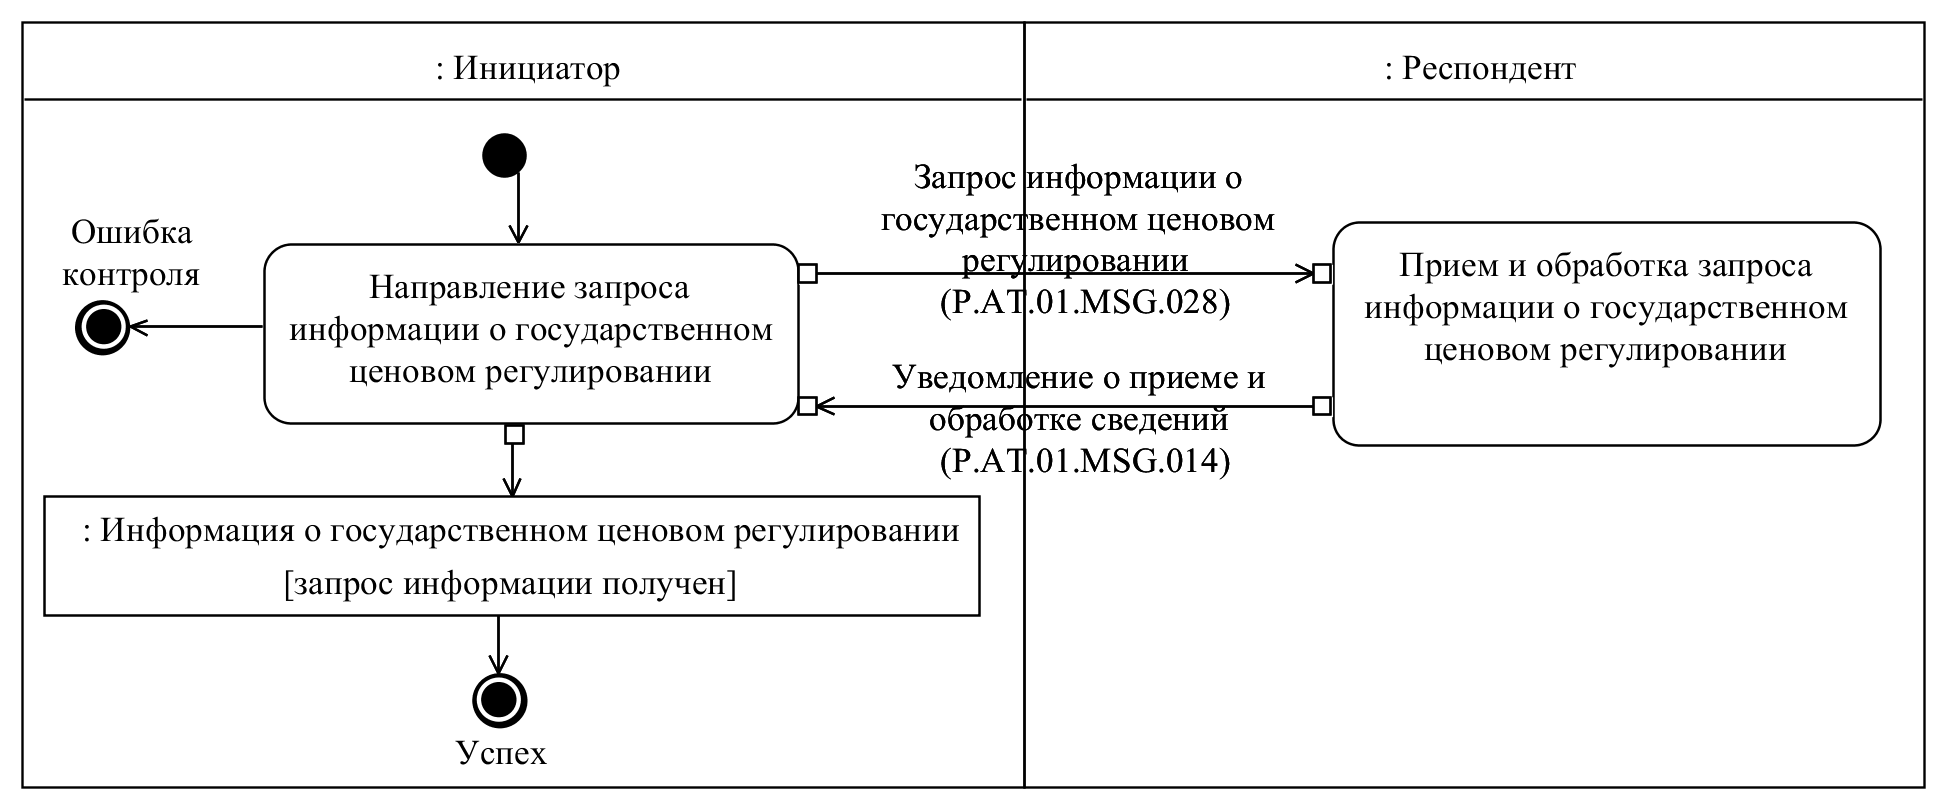 : Инициатор
: Респондент
Ошибка
контроля
Направление запроса
информации о государственном
ценовом регулировании
Запрос информации о
государственном ценовом
регулировании
(P.AT.01.MSG.028)
Прием и обработка запроса
информации о государственном
ценовом регулировании
Уведомление о приеме и
обработке сведений
(P.AT.01.MSG.014)
: Информация о государственном ценовом регулировании
[запрос информации получен]
Успех